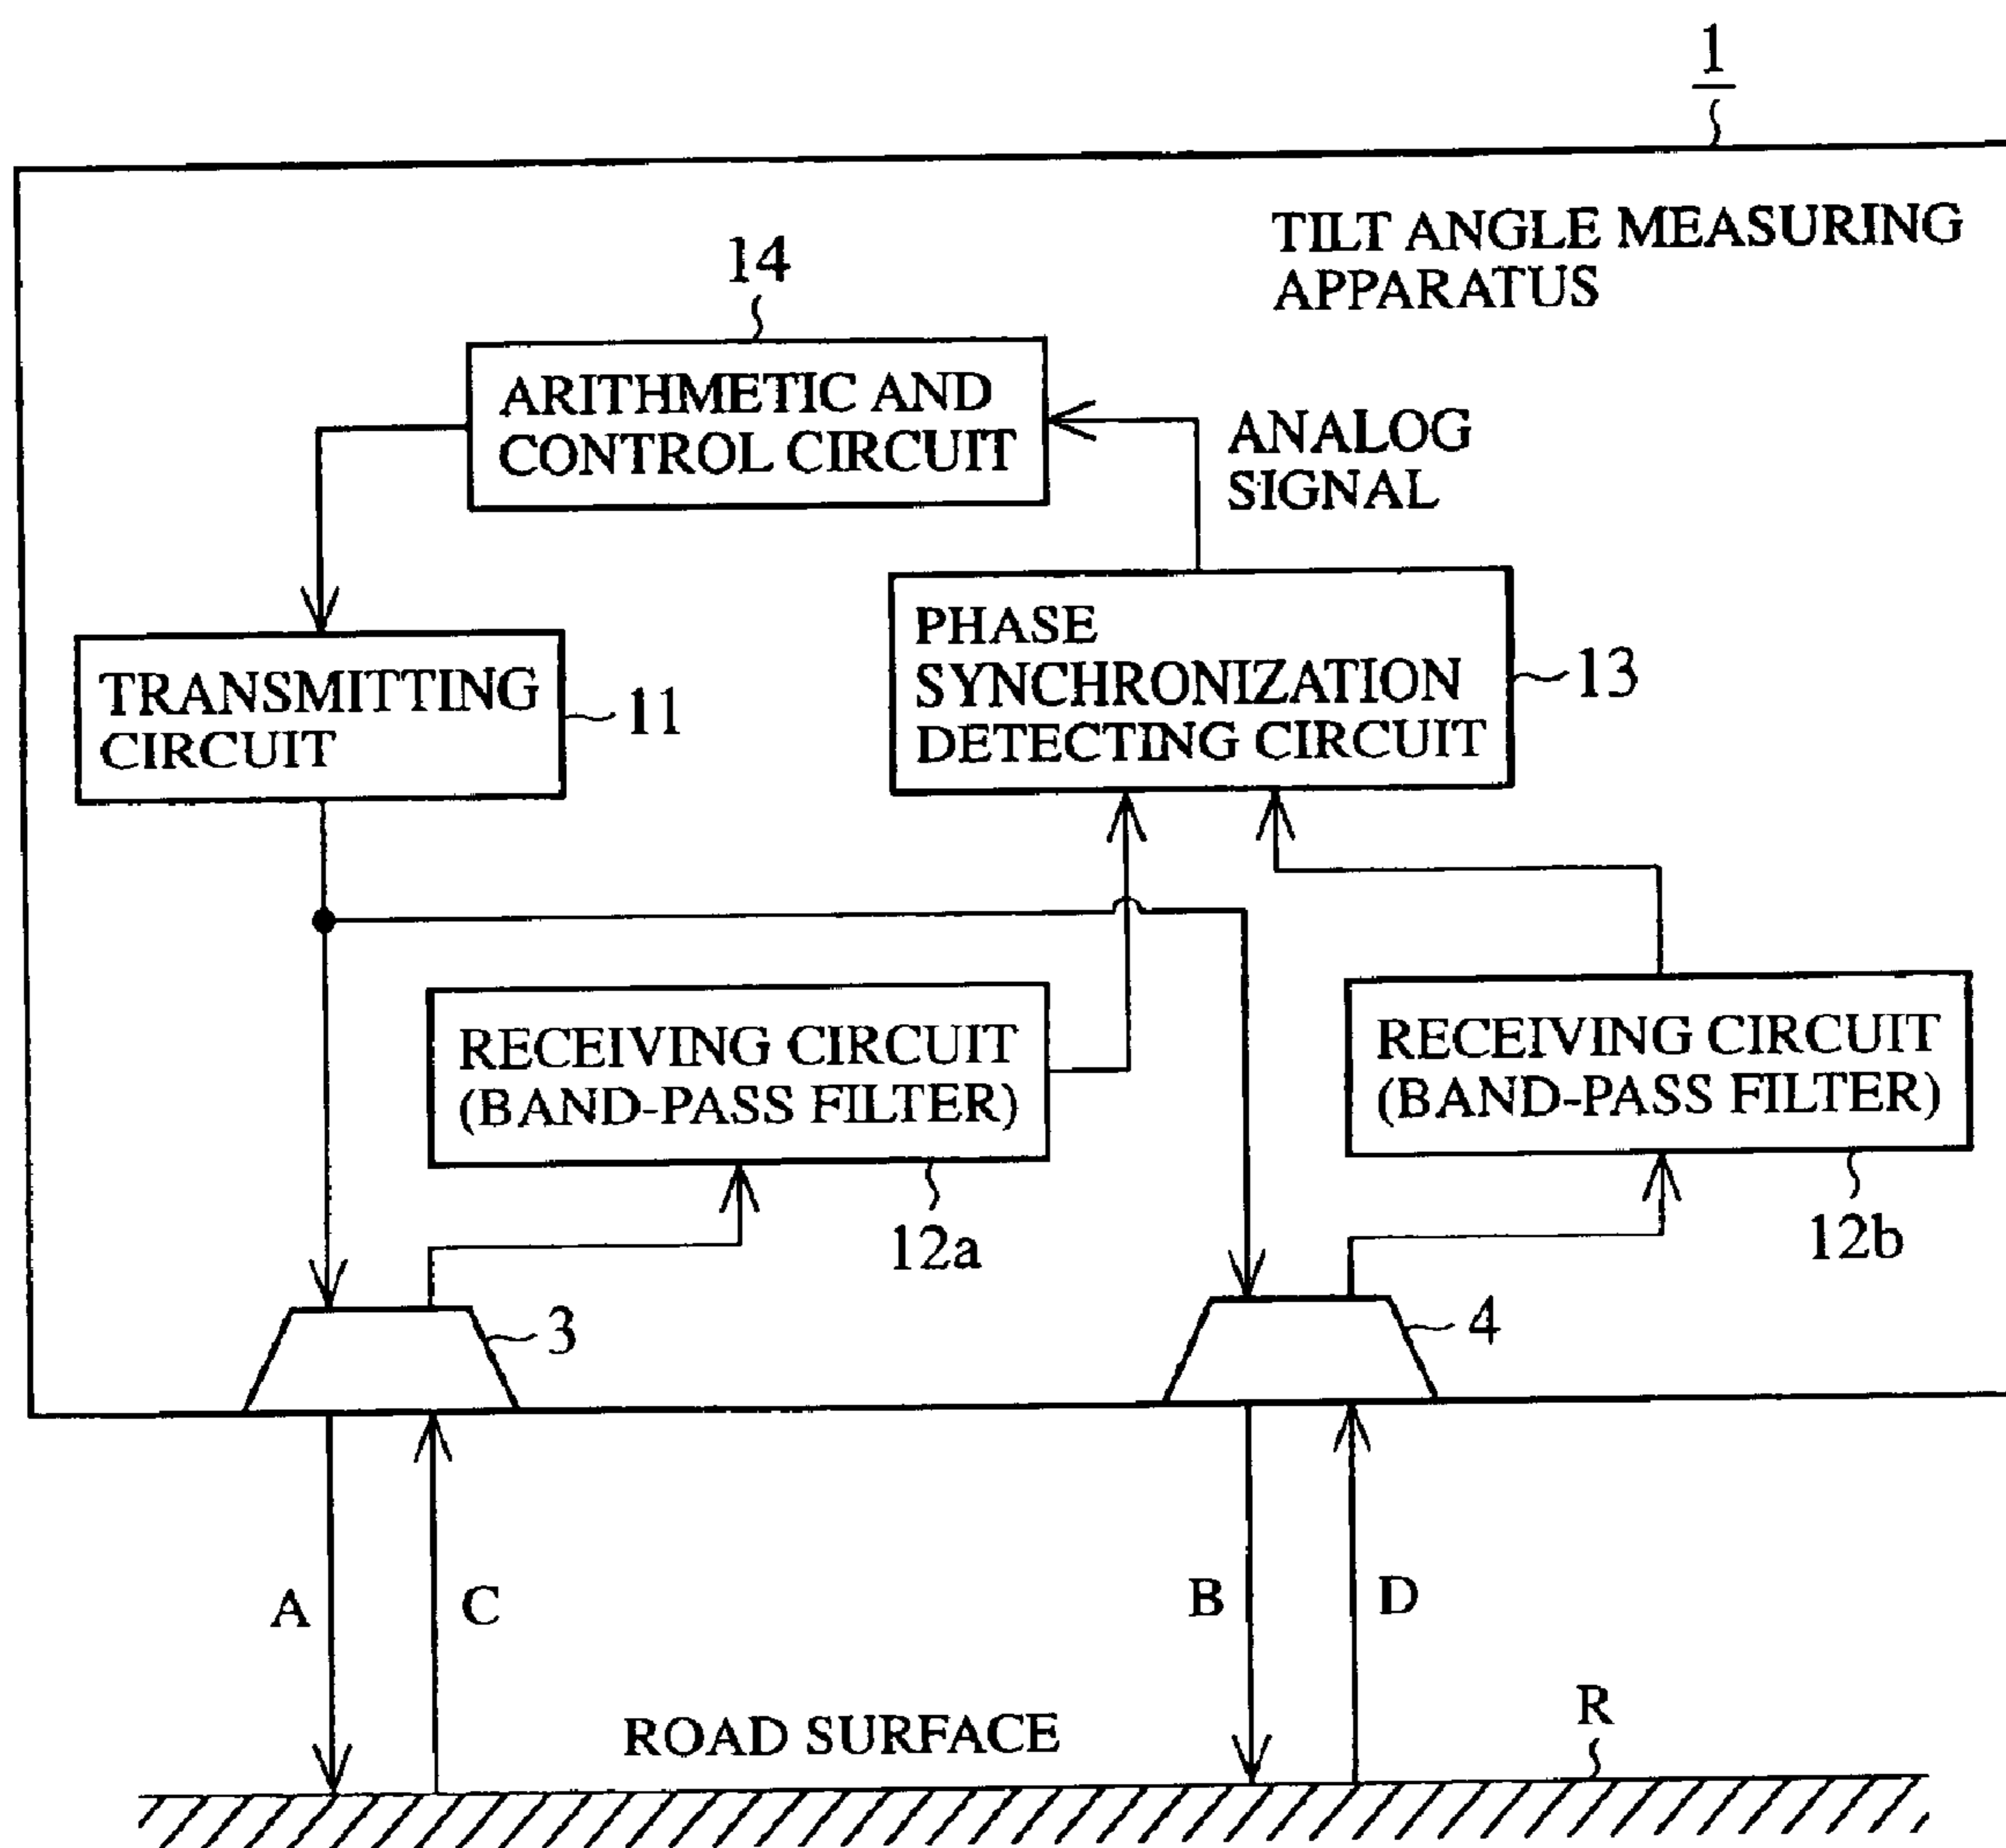 1
TILT ANGLE MEASURING
APPARATUS
14
ARITHMETIC AND
CONTROL CIRCUIT
ANALOG
SIGNAL
TRANSMITTING
CIRCUIT
11
PHASE
SYNCHRONIZATION
DETECTING CIRCUIT
13
RECEIVING CIRCUIT
(BAND-PASS FILTER)
12a
RECEIVING CIRCUIT
(BAND-PASS FILTER)
12b
3
4
A
C
B
D
ROAD SURFACE
R